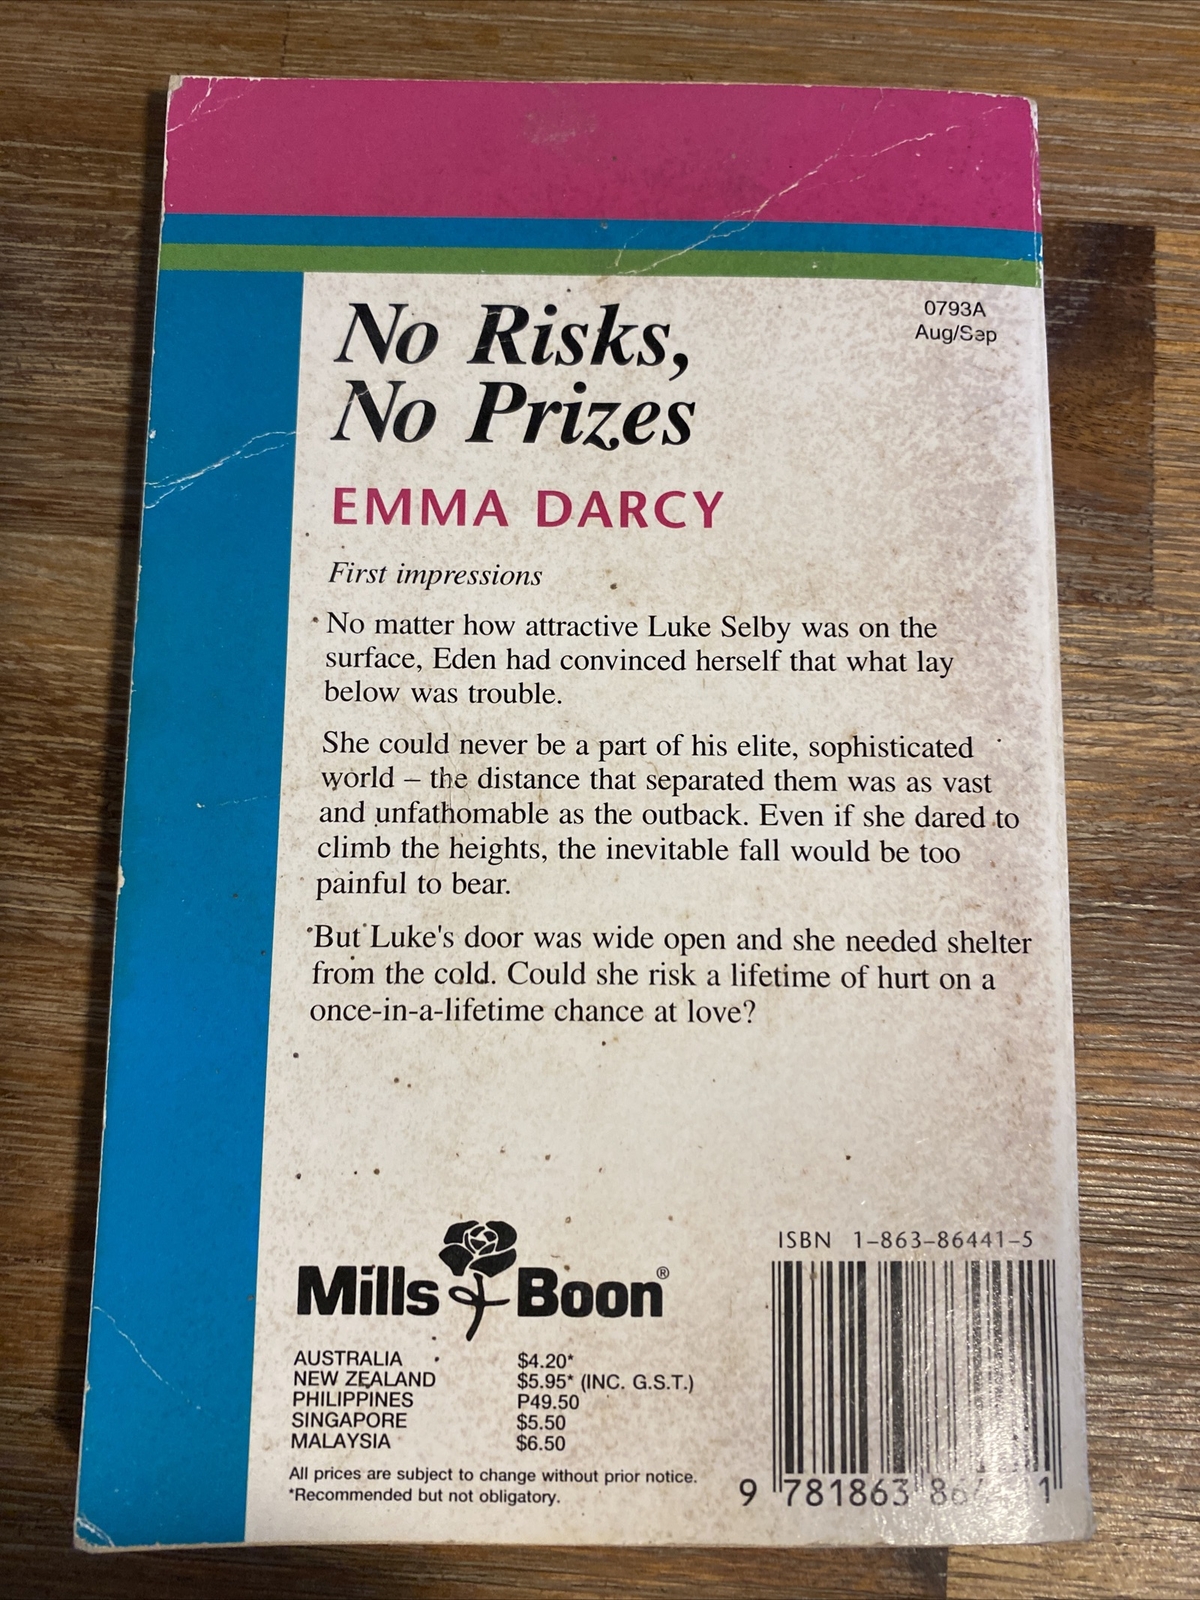 No Risks,
No Prizes
0793A
Aug/Sep
EMMA DARCY
First impressions
No matter how attractive Luke Selby was on the
surface, Eden had convinced herself that what lay
below was trouble.
She could never be a part of his elite, sophisticated
world – the distance that separated them was as vast
and unfathomable as the outback. Even if she dared to
climb the heights, the inevitable fall would be too
painful to bear.
But Luke's door was wide open and she needed shelter
from the cold. Could she risk a lifetime of hurt on a
once-in-a-lifetime chance at love?
Mills & Boon®
AUSTRALIA $4.20*
NEW ZEALAND $5.95* (INC. G.S.T.)
PHILIPPINES P49.50
SINGAPORE $5.50
MALAYSIA $6.50
All prices are subject to change without prior notice.
*Recommended but not obligatory.
ISBN 1-863-86441-5
9 781863